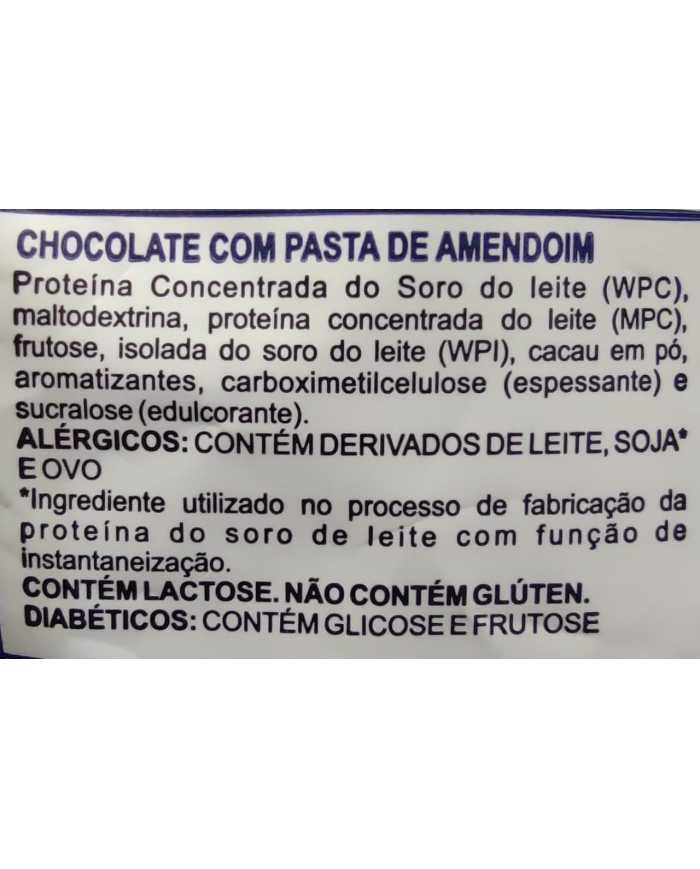 CHOCOLATE COM PASTA DE AMENDOIM
Proteína Concentrada do Soro do leite (WPC),
maltodextrina, proteína concentrada do leite (MPC),
frutose, isolada do soro do leite (WPI), cacau em pó,
aromatizantes, carboximetilcelulose (espessante) e
sucralose (edulcorante).
ALÉRGICOS: CONTÉM DERIVADOS DE LEITE, SOJA*
E OVO
*Ingrediente utilizado no processo de fabricação da
proteína do soro de leite com função de
instantaneização.
CONTÉM LACTOSE. NÃO CONTÉM GLÚTEN.
DIABÉTICOS: CONTÉM GLICOSE E FRUTOSE